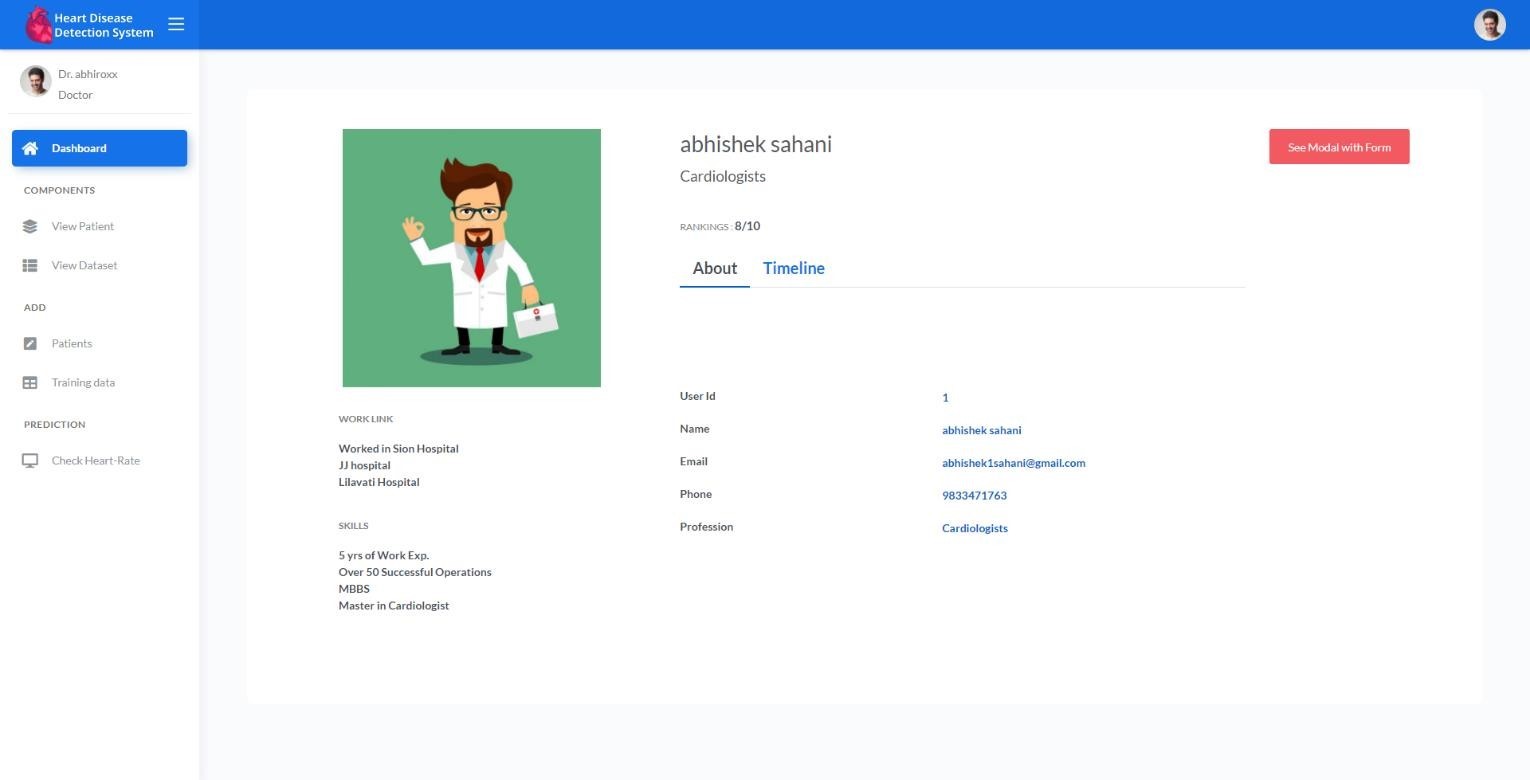 Heart Disease
Detection System
Dr. abhiroxx
Doctor
Dashboard
COMPONENTS
View Patient
View Dataset
ADD
Patients
Training data
PREDICTION
Check Heart-Rate
WORK LINK
Worked in Sion Hospital
JJ hospital
Lilavati Hospital
SKILLS
5 yrs of Work Exp.
Over 50 Successful Operations
MBBS
Master in Cardiologist
abhishek sahani
Cardiologists
RANKINGS : 8/10
About Timeline
User Id 1
Name abhishek sahani
Email abhishek1sahani@gmail.com
Phone 9833471763
Profession Cardiologists
See Modal with Form